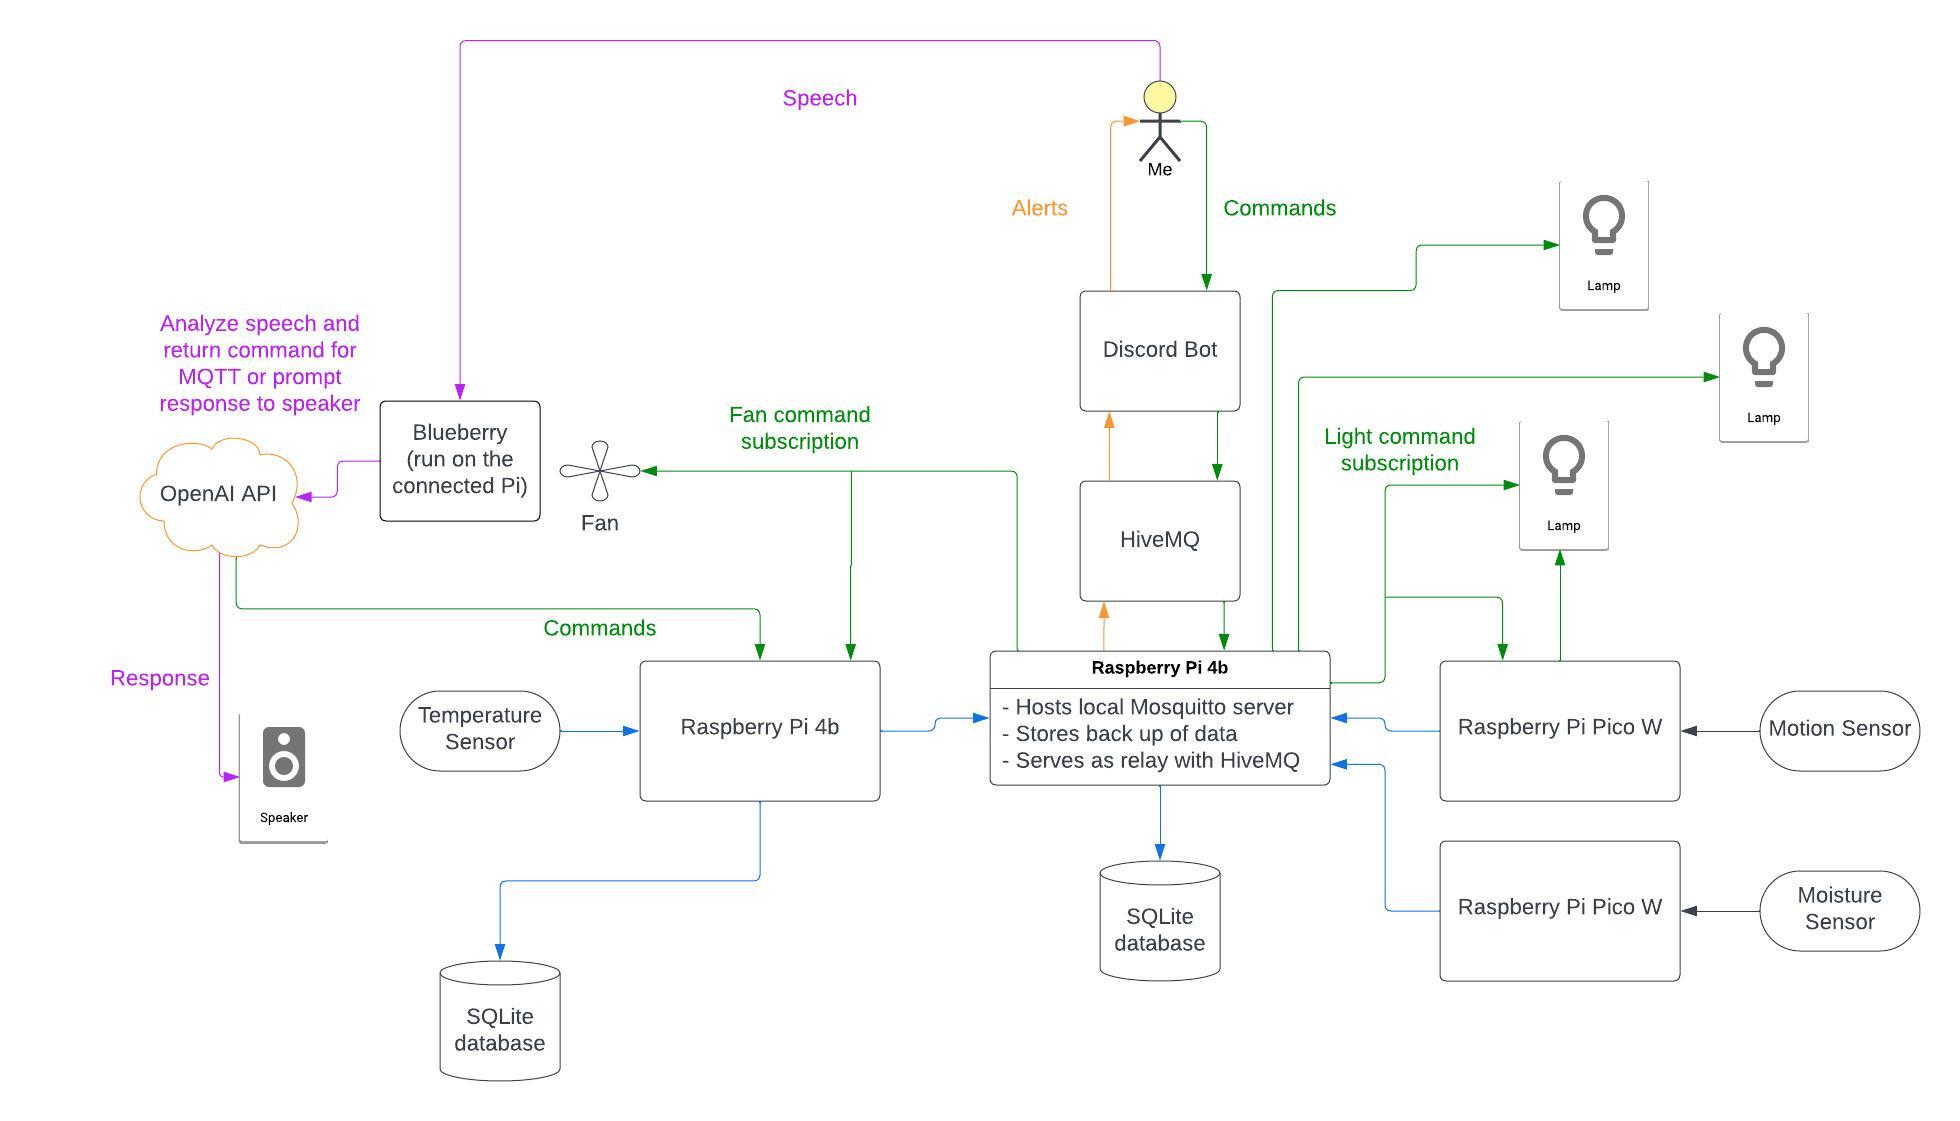 Speech
Me
Alerts
Commands
Lamp
Analyze speech and
return command for
MQTT or prompt
response to speaker
Discord Bot
Lamp
Blueberry
(run on the
connected Pi)
Fan command
subscription
Light command
subscription
OpenAI API
Fan
HiveMQ
Lamp
Commands
Response
Temperature
Sensor
Raspberry Pi 4b
Raspberry Pi 4b
- Hosts local Mosquitto server
- Stores back up of data
- Serves as relay with HiveMQ
Raspberry Pi Pico W
Motion Sensor
Speaker
SQLite
database
Raspberry Pi Pico W
Moisture
Sensor
SQLite
database